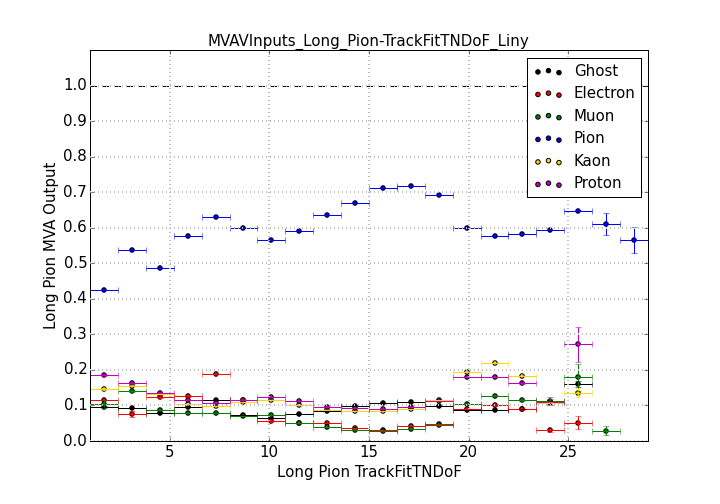 MVAVInputs_Long_Pion-TrackFitTNDoF_Liny
Long Pion MVA Output
1.0
0.9
0.8
0.7
0.6
0.5
0.4
0.3
0.2
0.1
0.0
Ghost
Electron
Muon
Pion
Kaon
Proton
5
10
15
20
25
Long Pion TrackFitTNDoF